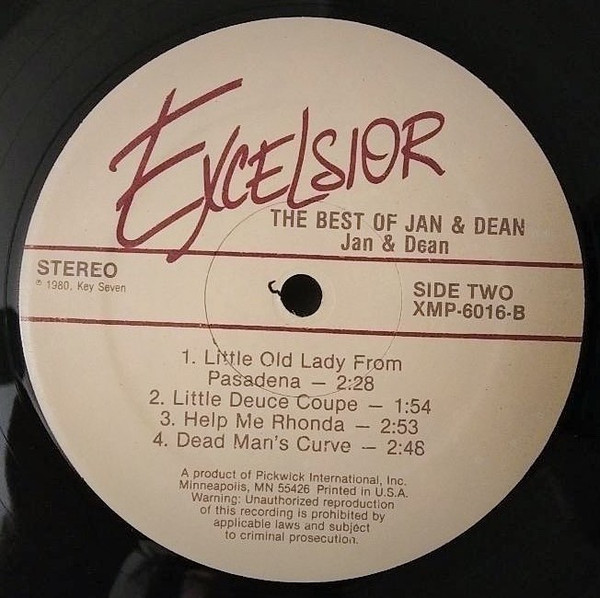 EXCELSIOR
THE BEST OF JAN & DEAN
Jan & Dean
STEREO
℗ 1980, Key Seven
SIDE TWO
XMP-6016-B
1. Little Old Lady From
Pasadena — 2:28
2. Little Deuce Coupe — 1:54
3. Help Me Rhonda — 2:53
4. Dead Man's Curve — 2:48
A product of Pickwick International, Inc.
Minneapolis, MN 55426 Printed in U.S.A.
Warning: Unauthorized reproduction
of this recording is prohibited by
applicable laws and subject
to criminal prosecution.